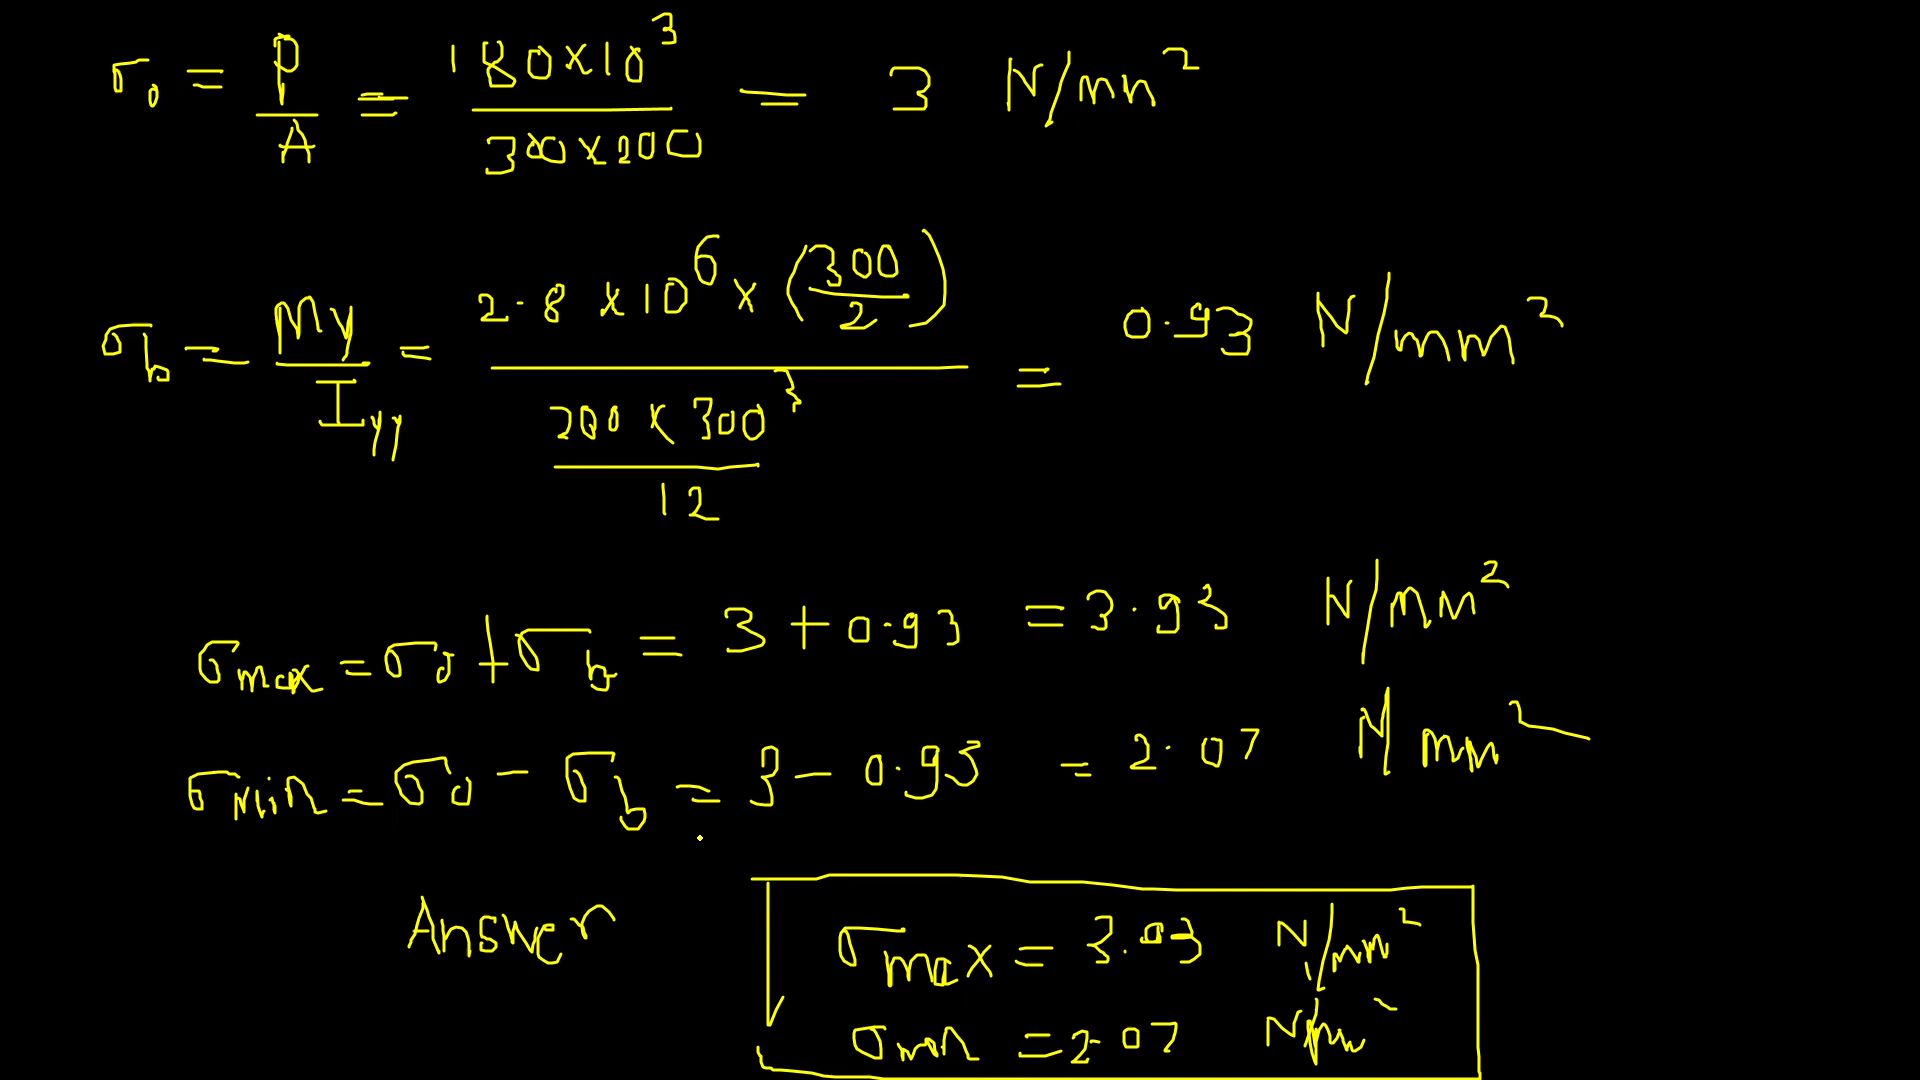 σ₀ = P/A = 180×10³ / 300×200 = 3 N/mm²
σb = My/Iyy = 2.8 ×10⁶ × (300/2) / (200 × 300³ / 12) = 0.93 N/mm²
σmax = σ₀ + σb = 3 + 0.93 = 3.93 N/mm²
σmin = σ₀ - σb = 3 - 0.93 = 2.07 N/mm²
Answer
σmax = 3.93 N/mm²
σmin = 2.07 N/mm²